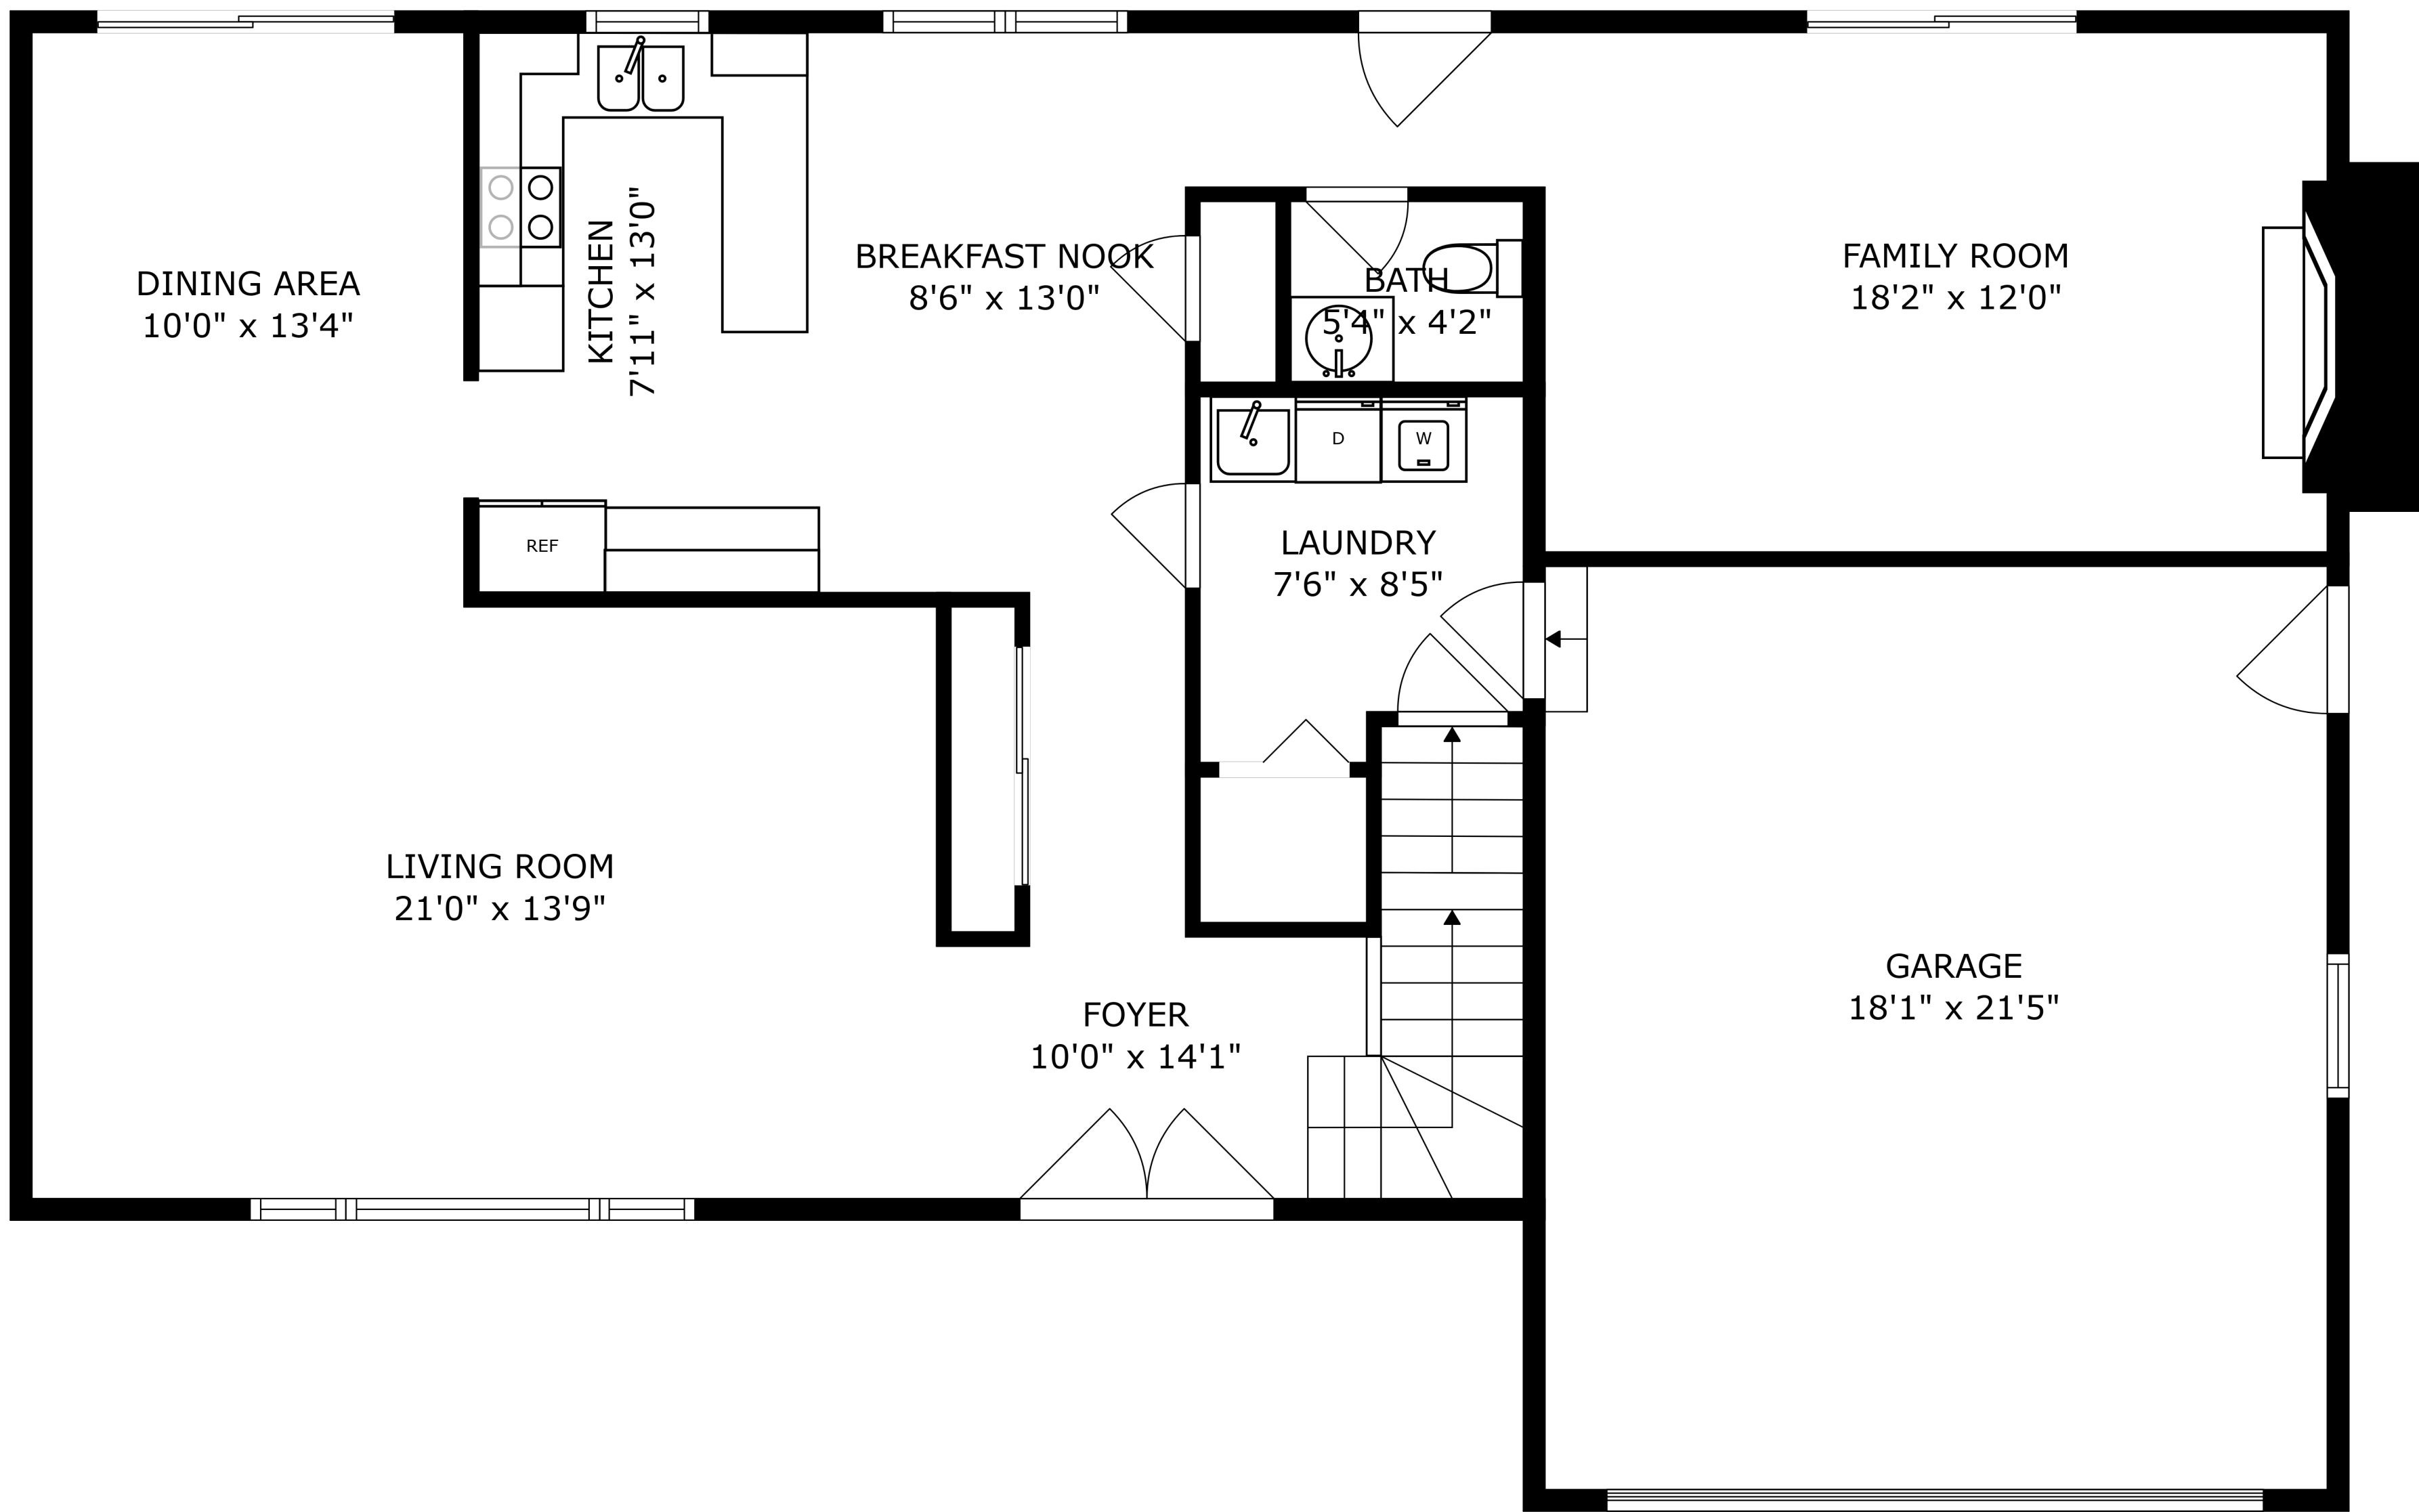 DINING AREA
10'0" x 13'4"
KITCHEN
7'11" x 13'0"
BREAKFAST NOOK
8'6" x 13'0"
BATH
5'4" x 4'2"
FAMILY ROOM
18'2" x 12'0"
D
W
REF
LAUNDRY
7'6" x 8'5"
LIVING ROOM
21'0" x 13'9"
FOYER
10'0" x 14'1"
GARAGE
18'1" x 21'5"